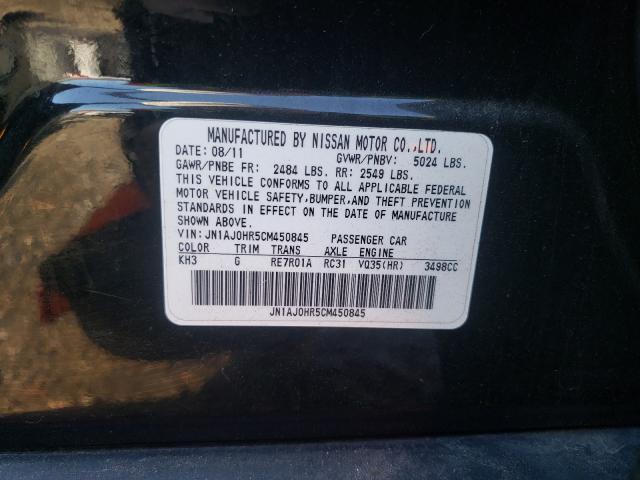 MANUFACTURED BY NISSAN MOTOR CO.,LTD.
DATE: 08/11 GVWR/PNBV: 5024 LBS.
GAWR/PNBE FR: 2484 LBS. RR: 2549 LBS.
THIS VEHICLE CONFORMS TO ALL APPLICABLE FEDERAL
MOTOR VEHICLE SAFETY,BUMPER,AND THEFT PREVENTION
STANDARDS IN EFFECT ON THE DATE OF MANUFACTURE
SHOWN ABOVE.
VIN: JN1AJ0HR5CM450845 PASSENGER CAR
COLOR TRIM TRANS AXLE ENGINE
KH3 G RE7R01A RC31 VQ35(HR) 3498CC
JN1AJ0HR5CM450845